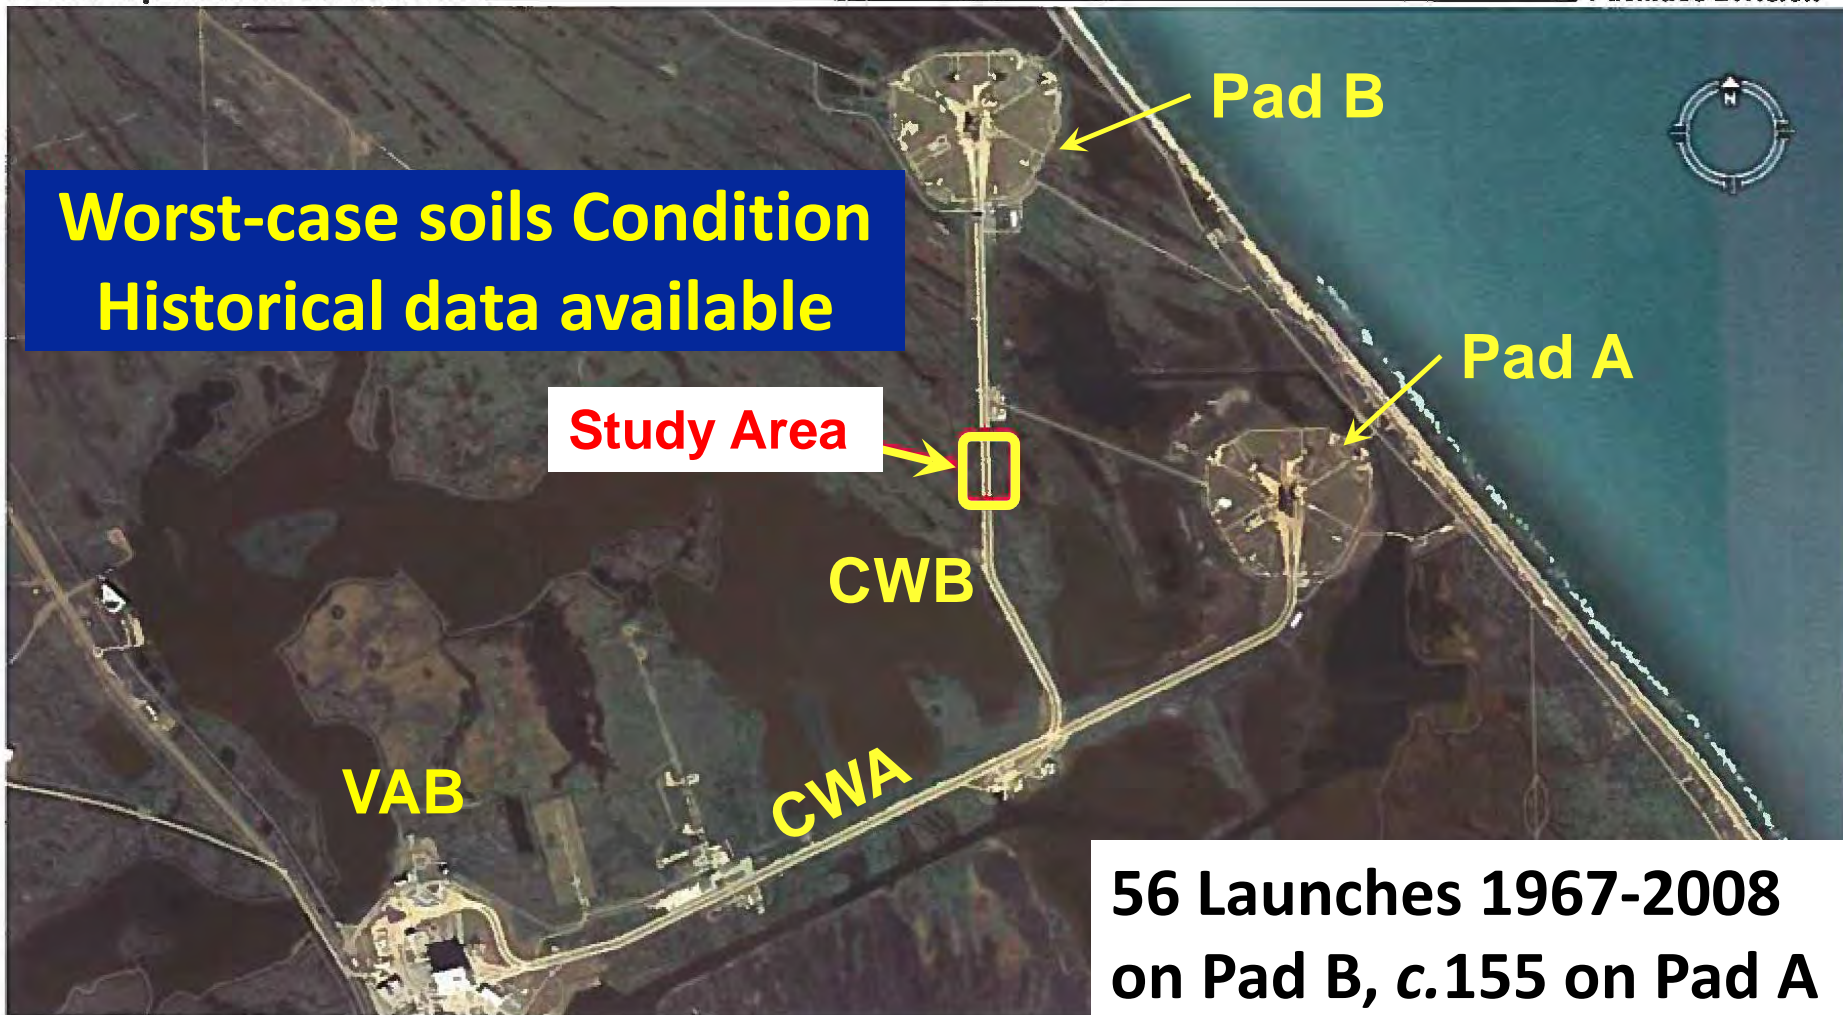 Pad B
N
Worst-case soils Condition
Historical data available
Pad A
Study Area
CWB
VAB
CWA
56 Launches 1967-2008
on Pad B, c.155 on Pad A